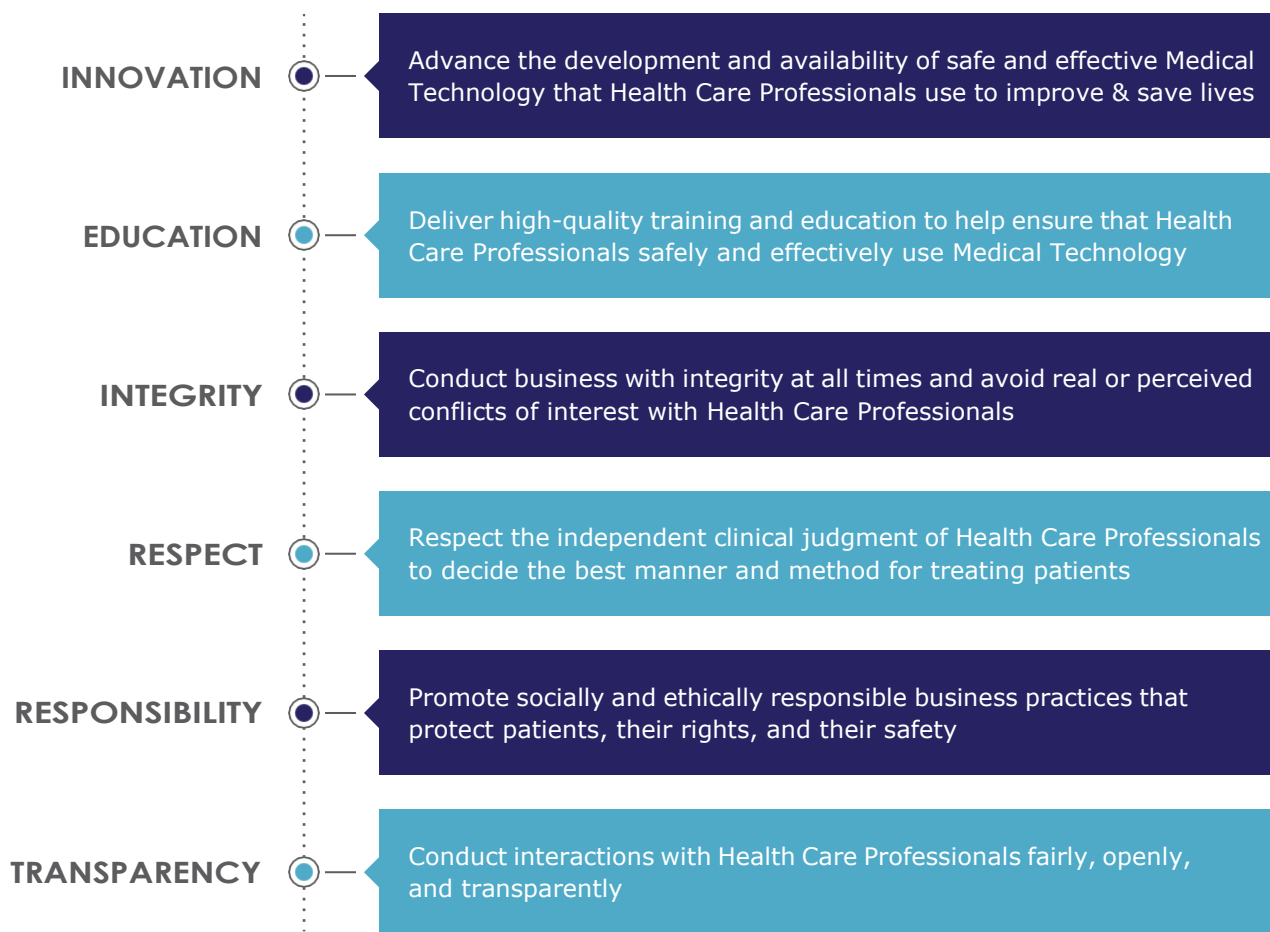 INNOVATION
Advance the development and availability of safe and effective Medical
Technology that Health Care Professionals use to improve & save lives
EDUCATION
Deliver high-quality training and education to help ensure that Health
Care Professionals safely and effectively use Medical Technology
INTEGRITY
Conduct business with integrity at all times and avoid real or perceived
conflicts of interest with Health Care Professionals
RESPECT
Respect the independent clinical judgment of Health Care Professionals
to decide the best manner and method for treating patients
RESPONSIBILITY
Promote socially and ethically responsible business practices that
protect patients, their rights, and their safety
TRANSPARENCY
Conduct interactions with Health Care Professionals fairly, openly,
and transparently